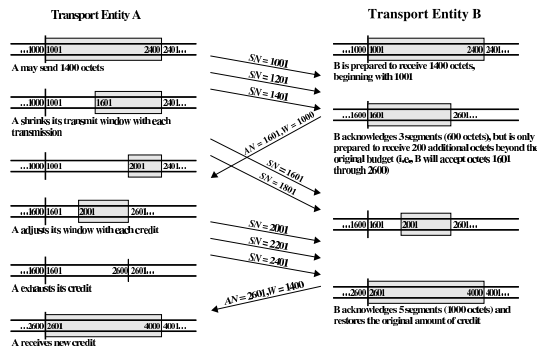 Transport Entity A
Transport Entity B
...1000 1001 2400 2401...
A may send 1400 octets
...1000 1001 1601 2401...
A shrinks its transmit window with each
transmission
...1000 1001 2001 2401...
...1600 1601 2001 2601...
A adjusts its window with each credit
...1600 1601 2600 2601...
A exhausts its credit
...2600 2601 4000 4001...
A receives new credit
SN = 1001
SN = 1201
SN = 1401
AN = 1601, W = 1000
SN = 1601
SN = 1801
SN = 2001
SN = 2201
SN = 2401
AN = 2601, W = 1400
...1000 1001 2400 2401...
B is prepared to receive 1400 octets,
beginning with 1001
...1600 1601 2601...
B acknowledges 3 segments (600 octets), but is only
prepared to receive 200 additional octets beyond the
original budget (i.e., B will accept octets 1601
through 2600)
...1600 1601 2001 2601...
...2600 2601 4000 4001...
B acknowledges 5 segments (1000 octets) and
restores the original amount of credit